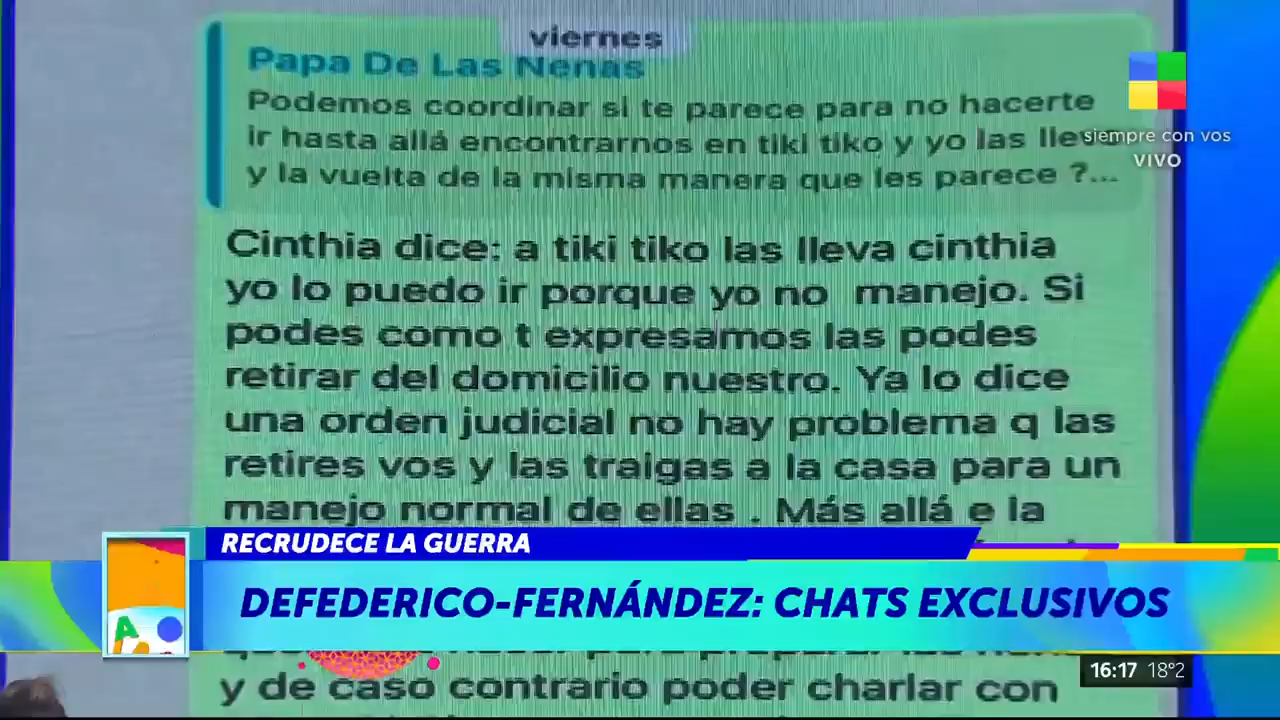 viernes
Papa De Las Nenas
Podemos coordinar si te parece para no hacerte
ir hasta allá encontrarnos en tiki tiko y yo las
y la vuelta de la misma manera que les parece ?...
siempre con vos
VIVO
Cinthia dice: a tiki tiko las lleva cinthia
yo lo puedo ir porque yo no manejo. Si
podes como t expresamos las podes
retirar del domicilio nuestro. Ya lo dice
una orden judicial no hay problema q las
retires vos y las traigas a la casa para un
manejo normal de ellas . Más allá e la
RECRUDECE LA GUERRA
DEFEDERICO-FERNÁNDEZ: CHATS EXCLUSIVOS
y de caso contrario poder charlar con
16:17 18°2